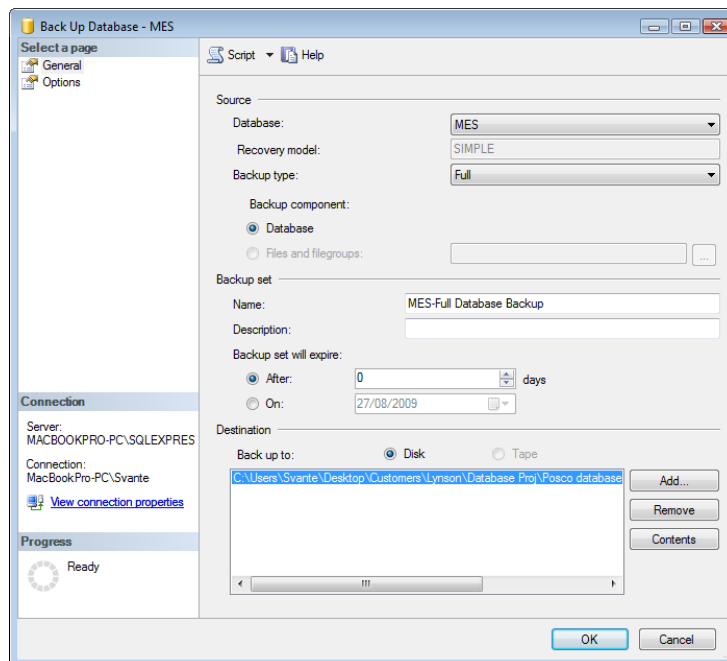 Back Up Database - MES
Select a page
General
Options
Script Help
Source
Database: MES
Recovery model: SIMPLE
Backup type: Full
Backup component:
Database
Files and filegroups: ...
Backup set
Name: MES-Full Database Backup
Description:
Backup set will expire:
After: 0 days
On: 27/08/2009
Destination
Back up to: Disk Tape
C:\Users\Svante\Desktop\Customers\Lynson\Database Proj\Posco database
Add...
Remove
Contents
Connection
Server:
MACBOOKPRO-PC\SQLEXPRES
Connection:
MacBookPro-PC\Svante
View connection properties
Progress
Ready
OK Cancel